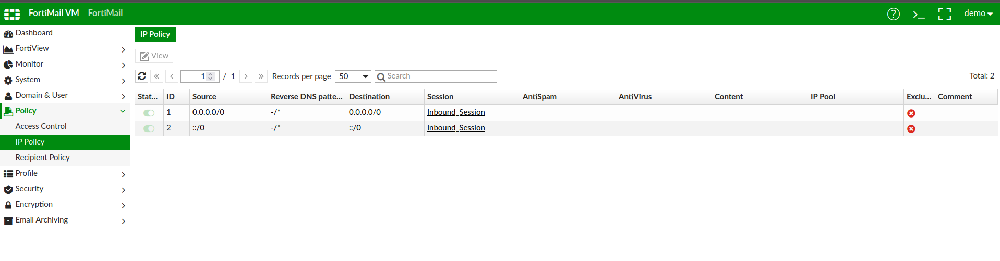 FortiMail VM FortiMail
demo
Dashboard
FortiView
Monitor
System
Domain & User
Policy
Access Control
IP Policy
Recipient Policy
Profile
Security
Encryption
Email Archiving
IP Policy
View
1 / 1 Records per page 50 Search Total: 2
Stat... ID Source Reverse DNS patte... Destination Session AntiSpam AntiVirus Content IP Pool Exclu... Comment
1 0.0.0.0/0 -/* 0.0.0.0/0 Inbound_Session
2 ::/0 -/* ::/0 Inbound_Session